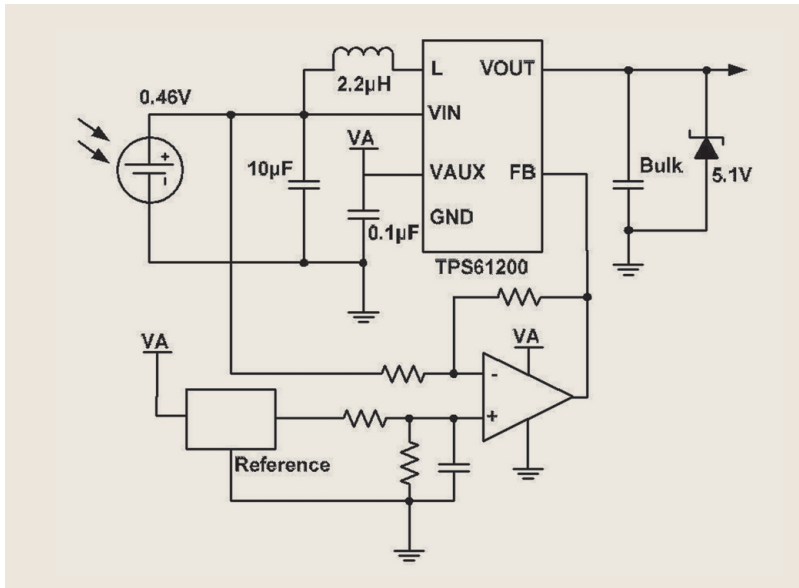 L
VOUT
2.2μH
0.46V
VIN
VA
10μF
VAUX
FB
Bulk
5.1V
GND
0.1μF
TPS61200
VA
VA
-
+
Reference